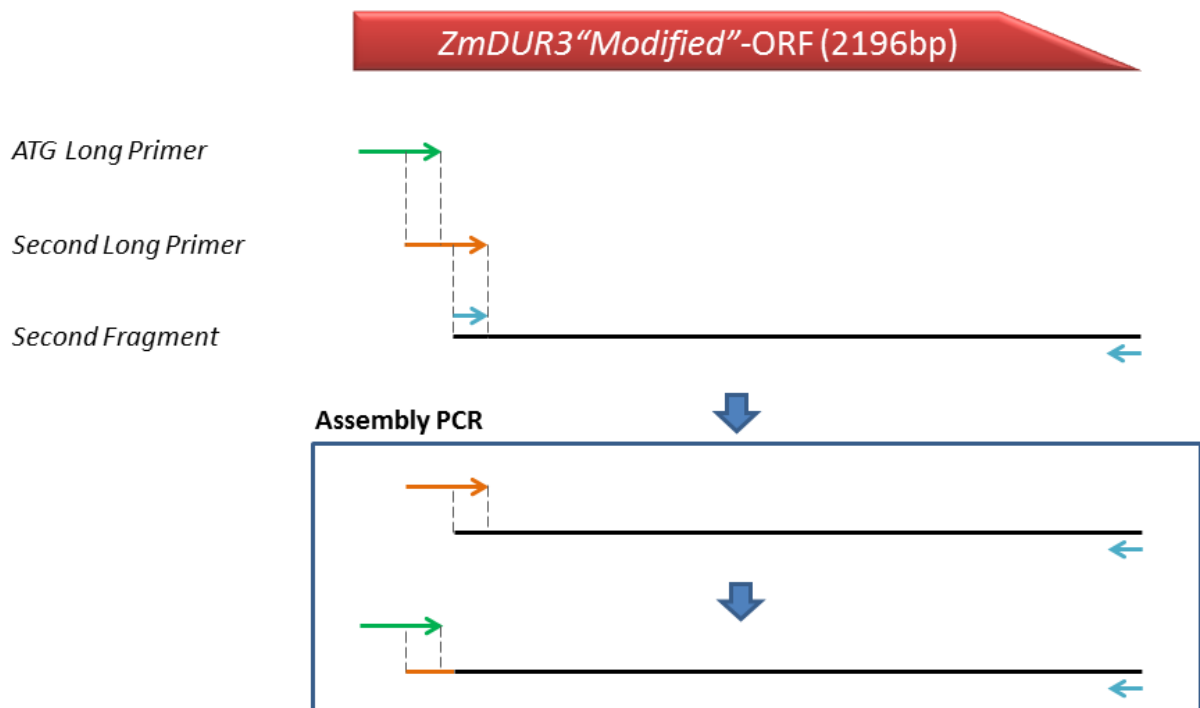 ZmDUR3“Modified”-ORF (2196bp)
ATG Long Primer
Second Long Primer
Second Fragment
Assembly PCR